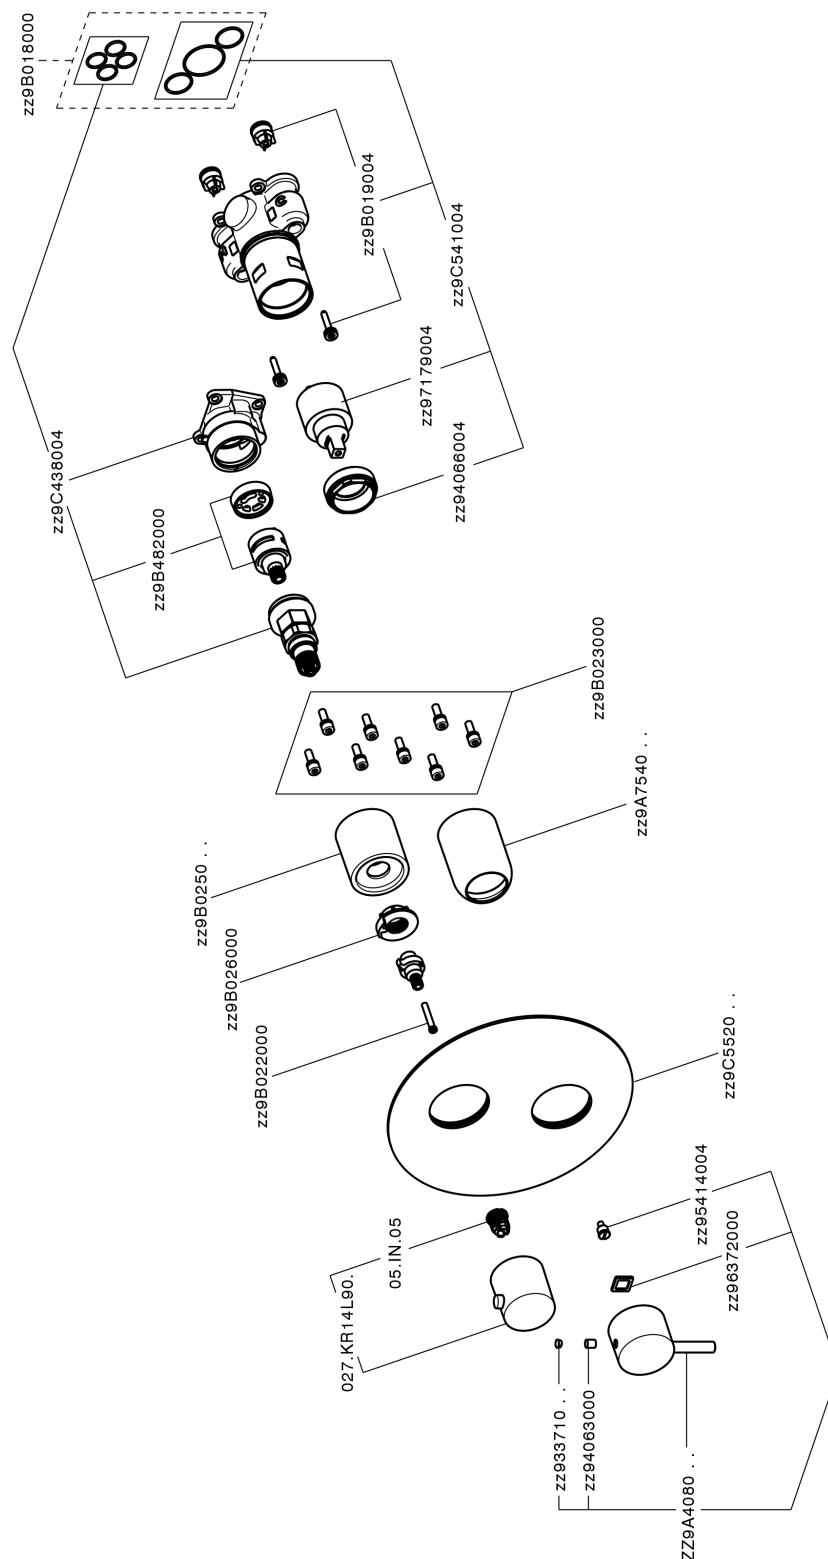 zz9B018000
zz9B019004
zz9C541004
zz97179004
zz94066004
zz9C438004
zz9B482000
zz9B023000
zz9A7540 . .
zz9B0250 . .
zz9B026000
zz9B022000
zz9C5520 . .
zz95414004
zz96372000
05.IN.05
027.KR14L90.
zz933710 . .
zz94063000
ZZ9A4080 . .